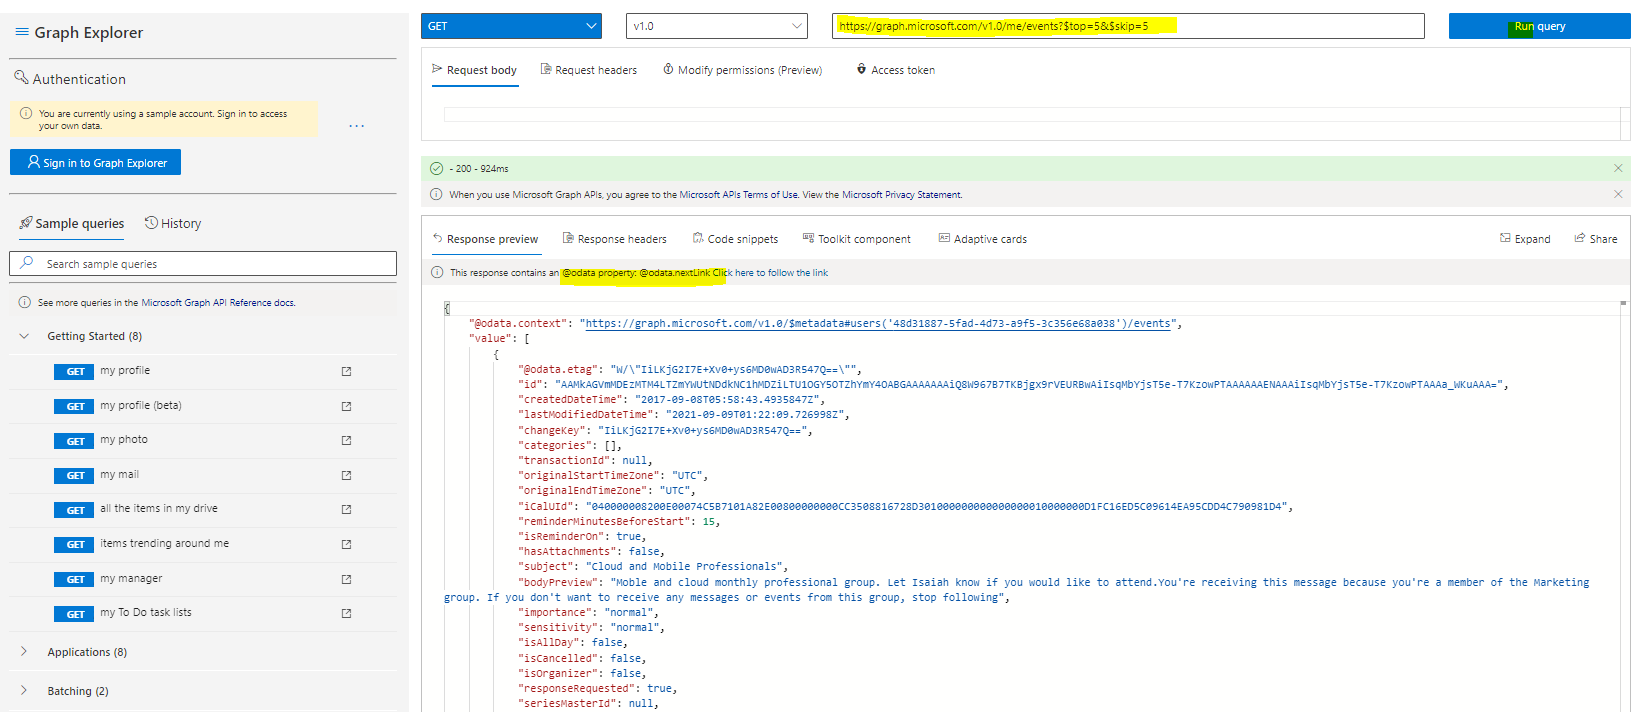 Graph Explorer
Authentication
You are currently using a sample account. Sign in to access
your own data.
...
Sign in to Graph Explorer
Sample queries
History
Search sample queries
See more queries in the Microsoft Graph API Reference docs.
Getting Started (8)
GET my profile
GET my profile (beta)
GET my photo
GET my mail
GET all the items in my drive
GET items trending around me
GET my manager
GET my To Do task lists
Applications (8)
Batching (2)
GET
v1.0
https://graph.microsoft.com/v1.0/me/events?$top=5&$skip=5
Run query
Request body
Request headers
Modify permissions (Preview)
Access token
- 200 - 924ms
When you use Microsoft Graph APIs, you agree to the Microsoft APIs Terms of Use. View the Microsoft Privacy Statement.
Response preview
Response headers
Code snippets
Toolkit component
Adaptive cards
Expand
Share
This response contains an @odata property: @odata.nextLink Click here to follow the link
{
"@odata.context": "https://graph.microsoft.com/v1.0/$metadata#users('48d31887-5fad-4d73-a9f5-3c356e68a038')/events",
"value": [
{
"@odata.etag": "W/\"IiLKjG2I7E+Xv0+ys6MD0wAD3R547Q==\"",
"id": "AAMkAGVmMDEzMTM4LTZmYWUtNDdkNC1hMDZiLTU1OGY5OTZhYmY4OABGAAAAAAAiQ8W967B7TKBjgx9rVEURBwAiIsqMbYjsT5e-T7KzowPTAAAAAAENAAAiIsqMbYjsT5e-T7KzowPTAAAa_WKuAAA=",
"createdDateTime": "2017-09-08T05:58:43.4935847Z",
"lastModifiedDateTime": "2021-09-09T01:22:09.726998Z",
"changeKey": "IiLKjG2I7E+Xv0+ys6MD0wAD3R547Q==",
"categories": [],
"transactionId": null,
"originalStartTimeZone": "UTC",
"originalEndTimeZone": "UTC",
"iCalUId": "040000008200E00074C5B7101A82E00800000000CC3508816728D301000000000000000010000000D1FC16ED5C09614EA95CDD4C790981D4",
"reminderMinutesBeforeStart": 15,
"isReminderOn": true,
"hasAttachments": false,
"subject": "Cloud and Mobile Professionals",
"bodyPreview": "Moble and cloud monthly professional group. Let Isaiah know if you would like to attend.You're receiving this message because you're a member of the Marketing
group. If you don't want to receive any messages or events from this group, stop following",
"importance": "normal",
"sensitivity": "normal",
"isAllDay": false,
"isCancelled": false,
"isOrganizer": false,
"responseRequested": true,
"seriesMasterId": null,